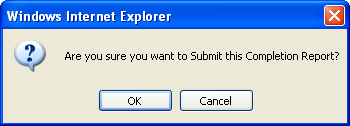 Windows Internet Explorer
Are you sure you want to Submit this Completion Report?
OK
Cancel